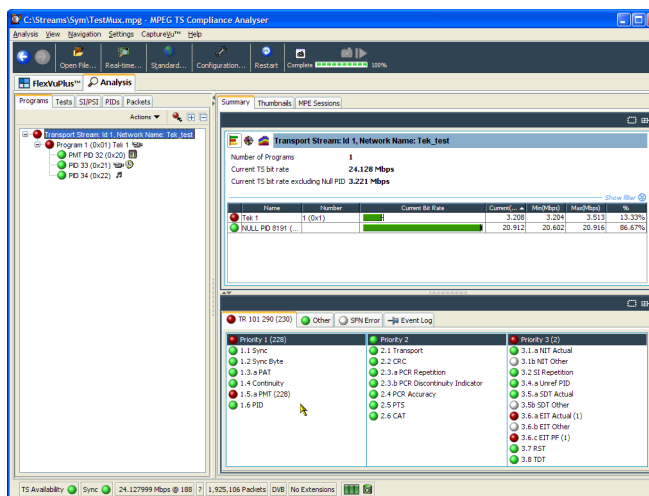 C:\Streams\Sym\TestMux.mpg - MPEG TS Compliance Analyser
Analysis View Navigation Settings CaptureVu™ Help
Open File... Real-time... Standard... Configuration... Restart Complete 100%
FlexVuPlus™ Analysis
Programs Tests SI/PSI PIDs Packets
Actions
Transport Stream: Id 1, Network Name: Tek_test
Program 1 (0x01) Tek 1
PMT PID 32 (0x20)
PID 33 (0x21)
PID 34 (0x22)
Summary Thumbnails MPE Sessions
Transport Stream: Id 1, Network Name: Tek_test
Number of Programs 1
Current TS bit rate 24.128 Mbps
Current TS bit rate excluding Null PID 3.221 Mbps
Show filter
Name Number Current Bit Rate Current(... Min(Mbps) Max(Mbps) %
Tek 1 1 (0x1) 3.208 3.204 3.513 13.33%
NULL PID 8191 (... 20.912 20.602 20.916 86.67%
TR 101 290 (230) Other SFN Error Event Log
Priority 1 (228)
1.1 Sync
1.2 Sync Byte
1.3.a PAT
1.4 Continuity
1.5.a PMT (228)
1.6 PID
Priority 2
2.1 Transport
2.2 CRC
2.3.a PCR Repetition
2.3.b PCR Discontinuity Indicator
2.4 PCR Accuracy
2.5 PTS
2.6 CAT
Priority 3 (2)
3.1.a NIT Actual
3.1b NIT Other
3.2 SI Repetition
3.4.a Unref PID
3.5.a SDT Actual
3.5b SDT Other
3.6.a EIT Actual (1)
3.6.b EIT Other
3.6.c EIT PF (1)
3.7 RST
3.8 TDT
TS Availability Sync 24.127999 Mbps @ 188 ? 1,925,106 Packets DVB No Extensions